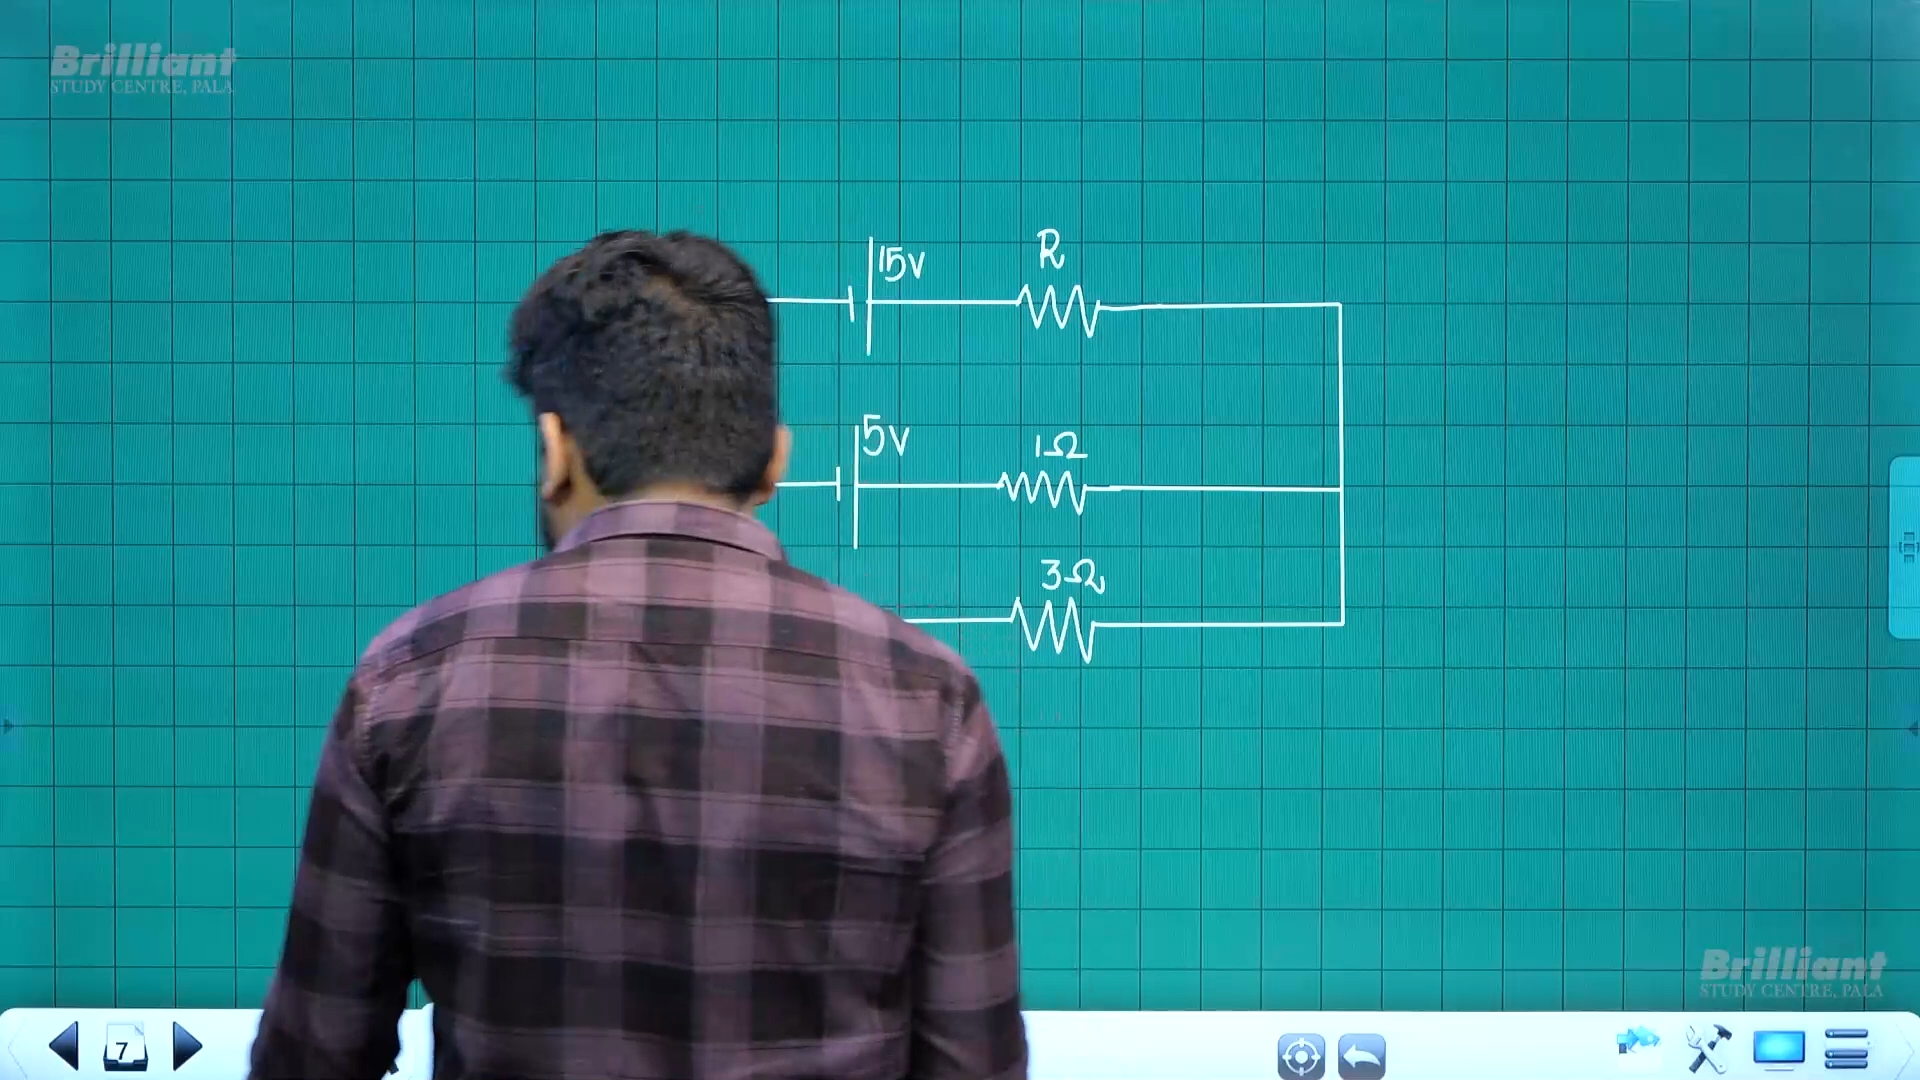 Brilliant
STUDY CENTRE, PALA
15V
R
5V
1Ω
3Ω
Brilliant
STUDY CENTRE, PALA
7